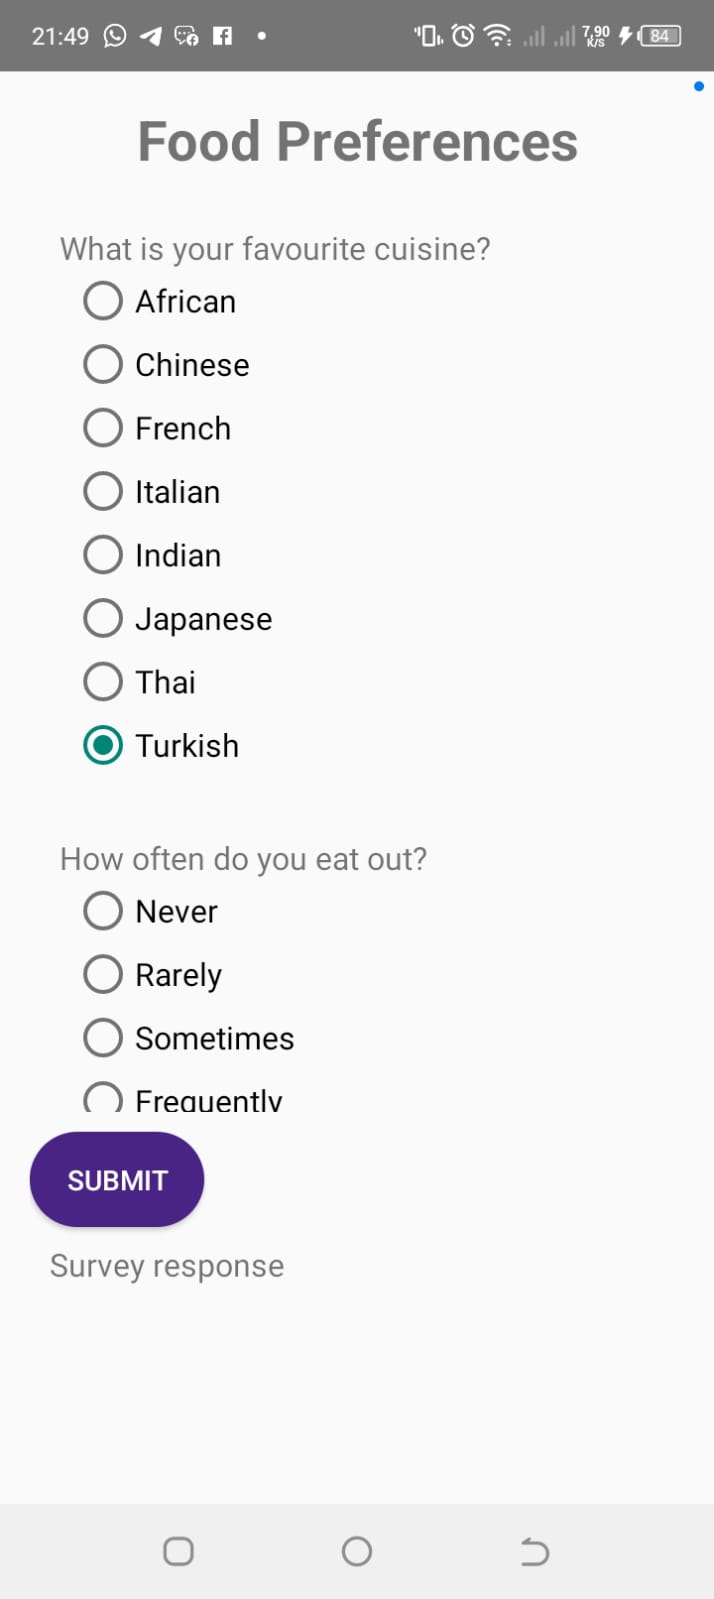 21:49 7,90 K/S 84
Food Preferences
What is your favourite cuisine?
African
Chinese
French
Italian
Indian
Japanese
Thai
Turkish
How often do you eat out?
Never
Rarely
Sometimes
Frequently
SUBMIT
Survey response